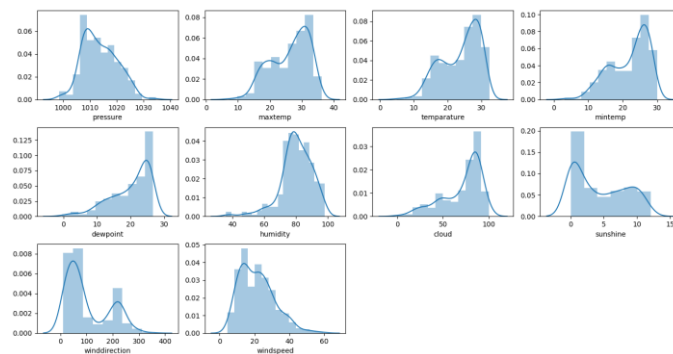 0.06
0.04
0.02
0.00
1000 1010 1020 1030 1040
pressure
0.06
0.04
0.02
0.00
0 10 20 30 40
maxtemp
0.08
0.06
0.04
0.02
0.00
0 10 20 30
temparature
0.10
0.08
0.06
0.04
0.02
0.00
0 10 20 30
mintemp
0.125
0.100
0.075
0.050
0.025
0.000
0 10 20 30
dewpoint
0.04
0.03
0.02
0.01
0.00
40 60 80 100
humidity
0.03
0.02
0.01
0.00
0 50 100
cloud
0.20
0.15
0.10
0.05
0.00
0 5 10 15
sunshine
0.008
0.006
0.004
0.002
0.000
0 100 200 300 400
winddirection
0.05
0.04
0.03
0.02
0.01
0.00
0 20 40 60
windspeed